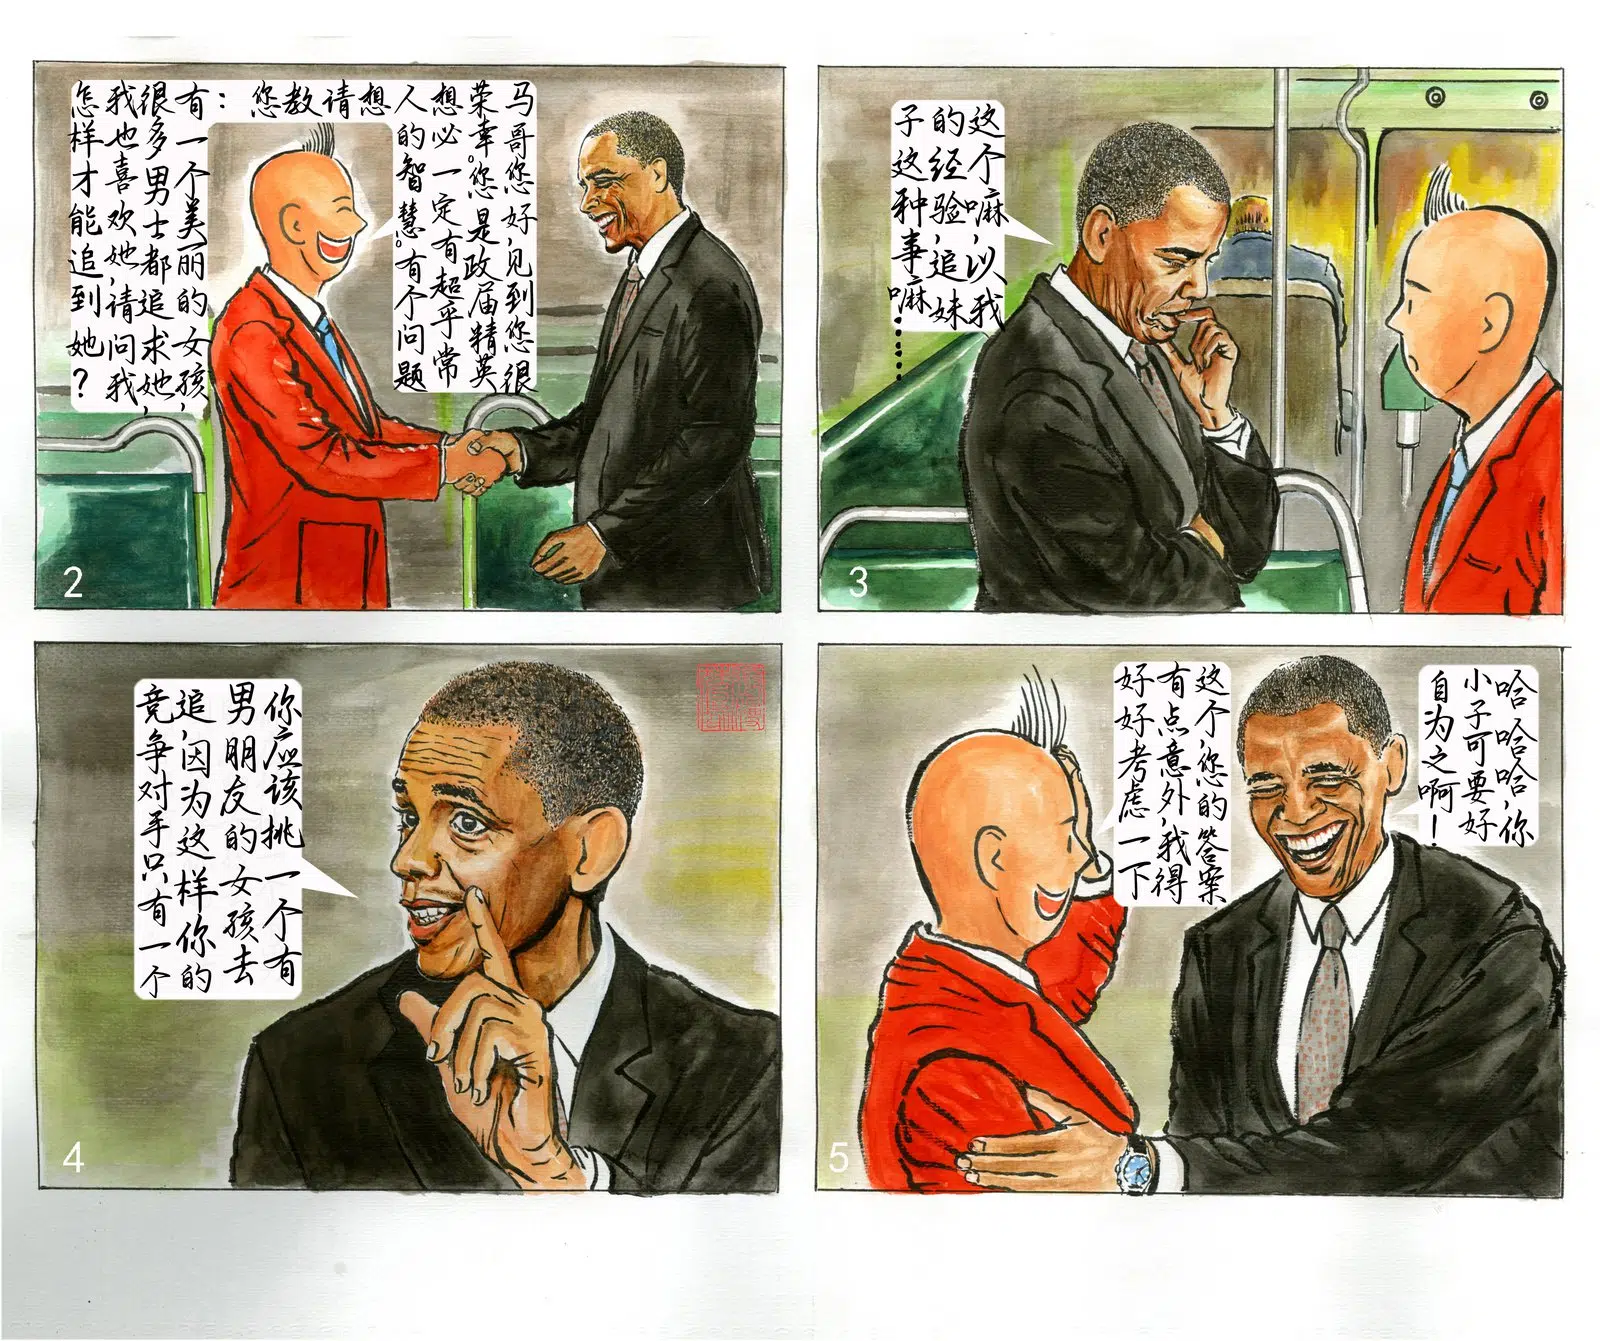 2
马哥您好,见到您很
荣幸。您是政届精英
想必一定有超乎常
人的智慧。有个问题
想请教您:
有一个美丽的女孩,
很多男士都追求她,
我也喜欢她,请问我
怎样才能追到她?
3
这个嘛,以我
的经验,追妹
子这种事嘛……
4
你应该挑一个有
男朋友的女孩去
追,因为这样你的
竞争对手只有一个
5
这个,您的答案
有点意外,我得
好好考虑一下
哈哈哈,你
小子可要好
自为之啊!